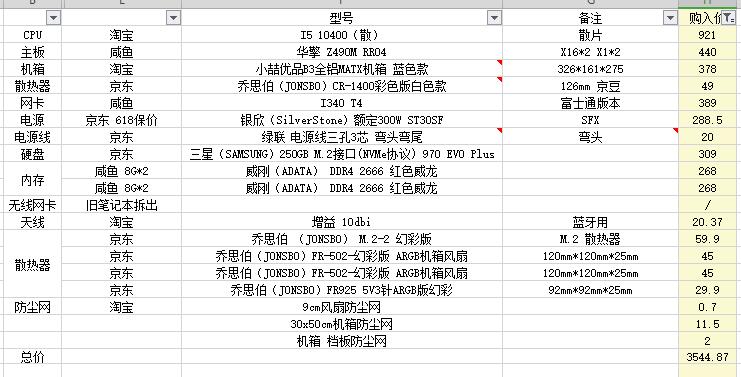 型号 备注 购入价
CPU 淘宝 I5 10400（散） 散片 921
主板 咸鱼 华擎 Z490M RR04 X16*2 X1*2 440
机箱 淘宝 小喆优品B3全铝MATX机箱 蓝色款 326*161*275 378
散热器 京东 乔思伯（JONSBO）CR-1400彩色版白色款 126mm 京豆 49
网卡 咸鱼 I340 T4 富士通版本 389
电源 京东 618保价 银欣（SilverStone）额定300W ST30SF SFX 288.5
电源线 京东 绿联 电源线三孔3芯 弯头弯尾 弯头 20
硬盘 京东 三星（SAMSUNG）250GB M.2接口(NVMe协议) 970 EVO Plus 309
内存 咸鱼 8G*2 威刚（ADATA） DDR4 2666 红色威龙 268
咸鱼 8G*2 威刚（ADATA） DDR4 2666 红色威龙 268
无线网卡 旧笔记本拆出 /
天线 淘宝 增益 10dbi 蓝牙用 20.37
散热器 京东 乔思伯 （JONSBO） M.2-2 幻彩版 M.2 散热器 59.9
京东 乔思伯（JONSBO）FR-502-幻彩版 ARGB机箱风扇 120mm*120mm*25mm 45
京东 乔思伯（JONSBO）FR-502-幻彩版 ARGB机箱风扇 120mm*120mm*25mm 45
京东 乔思伯（JONSBO）FR925 5V3针ARGB版幻彩 92mm*92mm*25mm 29.9
防尘网 淘宝 9cm风扇防尘网 0.7
30x50cm机箱防尘网 11.5
机箱 档板防尘网 2
总价 3544.87